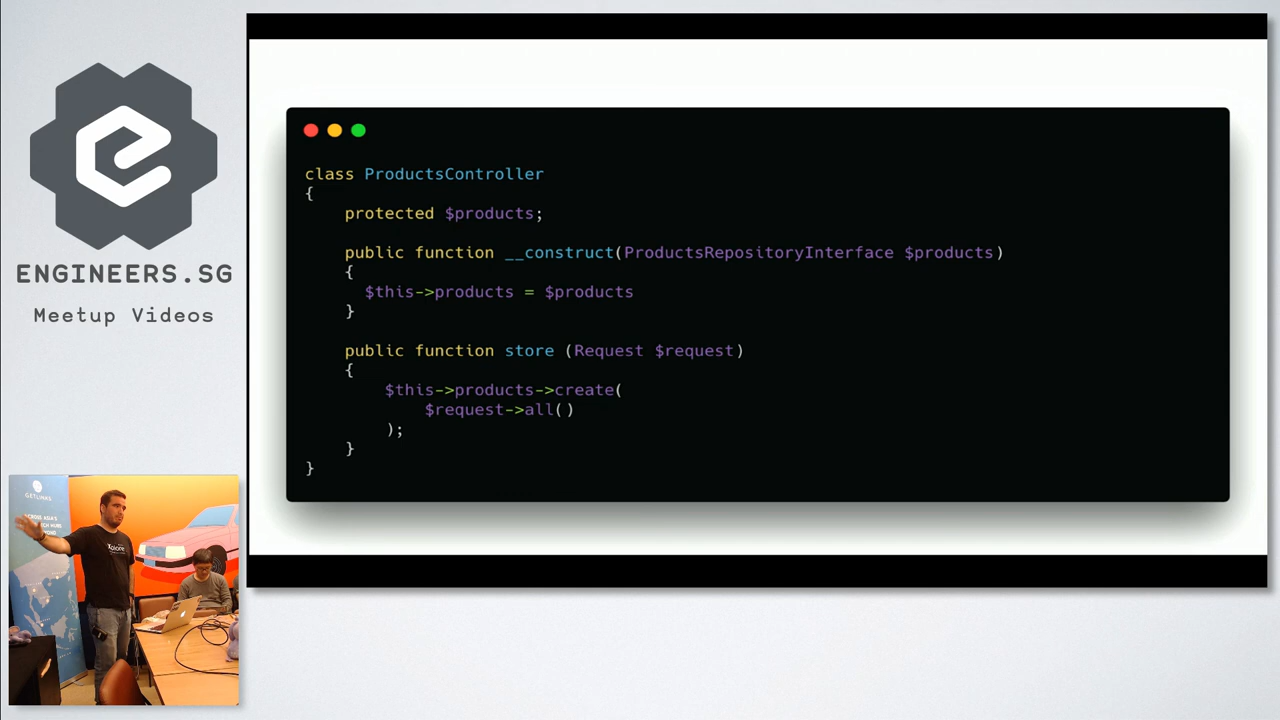 ENGINEERS.SG
Meetup Videos
class ProductsController
{
    protected $products;
    public function __construct(ProductsRepositoryInterface $products)
    {
      $this->products = $products
    }
    public function store (Request $request)
    {
        $this->products->create(
            $request->all()
        );
    }
}
GETLINKS